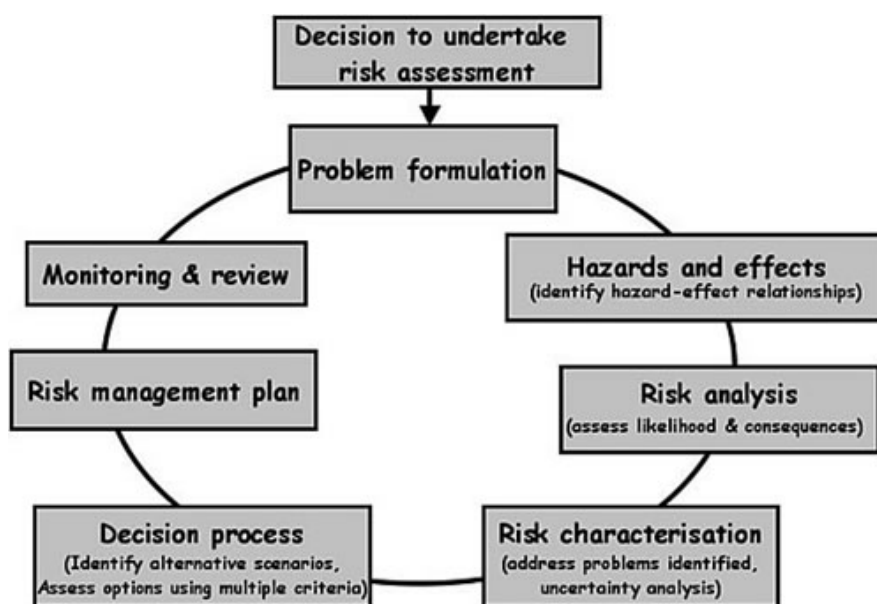 Decision to undertake
risk assessment
Problem formulation
Hazards and effects
(identify hazard-effect relationships)
Risk analysis
(assess likelihood & consequences)
Risk characterisation
(address problems identified,
uncertainty analysis)
Decision process
(Identify alternative scenarios,
Assess options using multiple criteria)
Risk management plan
Monitoring & review